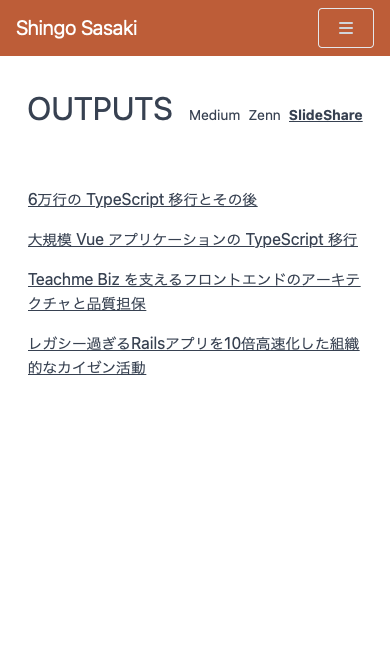 Shingo Sasaki
OUTPUTS Medium Zenn SlideShare
6万行の TypeScript 移行とその後
大規模 Vue アプリケーションの TypeScript 移行
Teachme Biz を支えるフロントエンドのアーキテ
クチャと品質担保
レガシー過ぎるRailsアプリを10倍高速化した組織
的なカイゼン活動